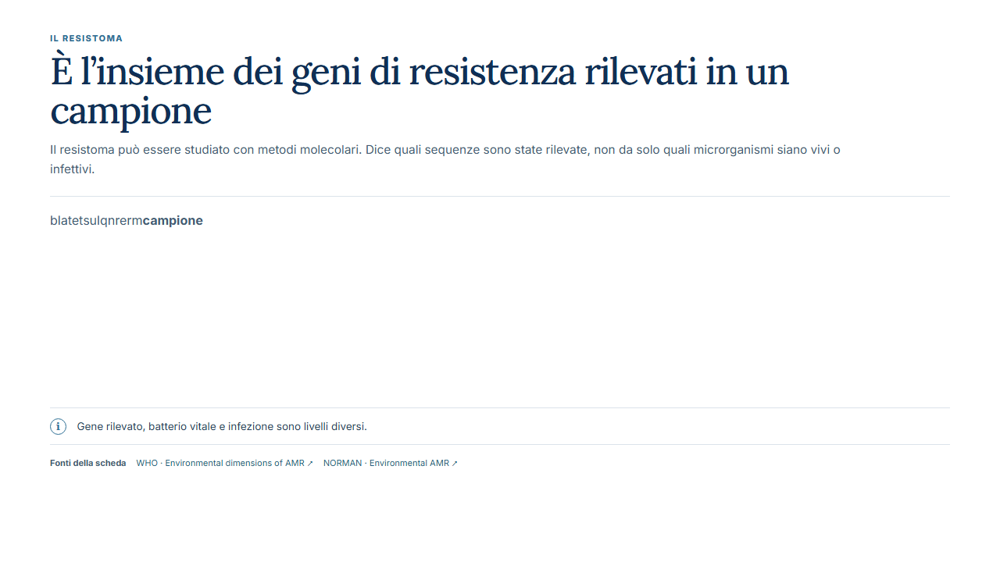 IL RESISTOMA
È l’insieme dei geni di resistenza rilevati in un
campione
Il resistoma può essere studiato con metodi molecolari. Dice quali sequenze sono state rilevate, non da solo quali microrganismi siano vivi o
infettivi.
blatetsulqnrermcampione
i Gene rilevato, batterio vitale e infezione sono livelli diversi.
Fonti della scheda WHO · Environmental dimensions of AMR ↗ NORMAN · Environmental AMR ↗